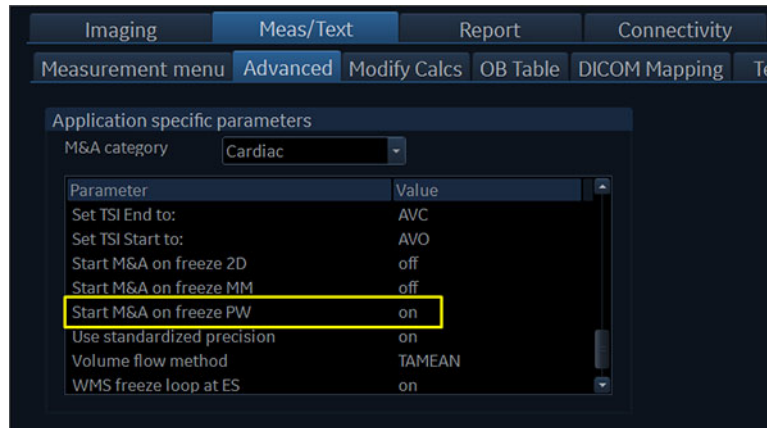 Imaging Meas/Text Report Connectivity
Measurement menu Advanced Modify Calcs OB Table DICOM Mapping
Application specific parameters
M&A category Cardiac
Parameter Value
Set TSI End to: AVC
Set TSI Start to: AVO
Start M&A on freeze 2D off
Start M&A on freeze MM off
Start M&A on freeze PW on
Use standardized precision on
Volume flow method TAMEAN
WMS freeze loop at ES on